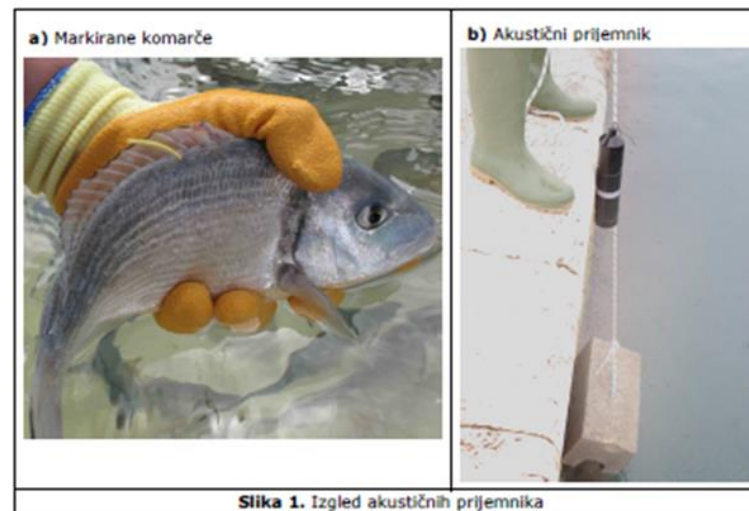 a) Markirane komarče
b) Akustični prijemnik
Slika 1. Izgled akustičnih prijemnika